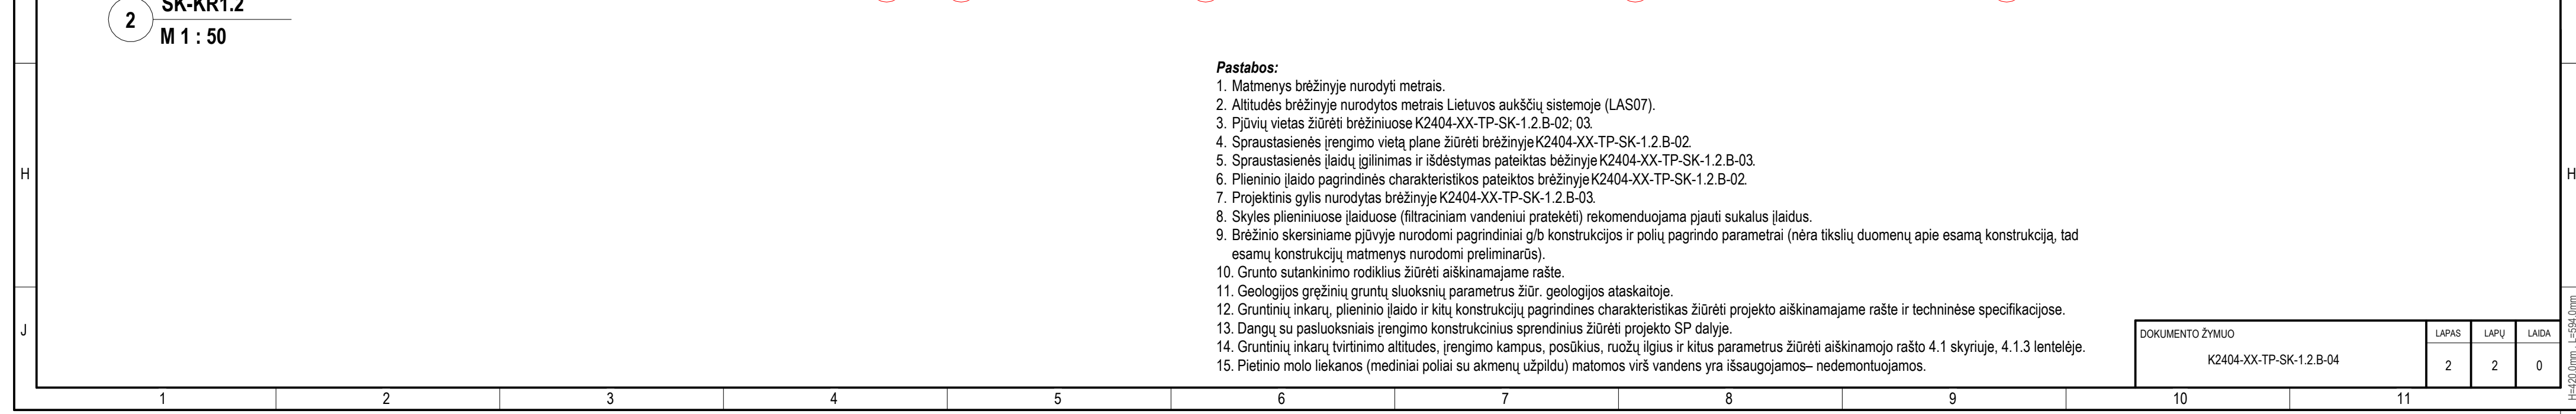 SK-KR1.2
2
M 1 : 50
Pastabos:
1. Matmenys brėžinyje nurodyti metrais.
2. Altitudės brėžinyje nurodytos metrais Lietuvos aukščių sistemoje (LAS07).
3. Pjūvių vietas žiūrėti brėžiniuose K2404-XX-TP-SK-1.2.B-02; 03.
4. Spraustasienės įrengimo vietą plane žiūrėti brėžinyje K2404-XX-TP-SK-1.2.B-02.
5. Spraustasienės įlaidų įgilinimas ir išdėstymas pateiktas bėžinyje K2404-XX-TP-SK-1.2.B-03.
6. Plieninio įlaido pagrindinės charakteristikos pateiktos brėžinyje K2404-XX-TP-SK-1.2.B-02.
7. Projektinis gylis nurodytas brėžinyje K2404-XX-TP-SK-1.2.B-03.
8. Skyles plieniniuose įlaiduose (filtraciniam vandeniui pratekėti) rekomenduojama pjauti sukalus įlaidus.
9. Brėžinio skersiniame pjūvyje nurodomi pagrindiniai g/b konstrukcijos ir polių pagrindo parametrai (nėra tikslių duomenų apie esamą konstrukciją, tad
esamų konstrukcijų matmenys nurodomi preliminarūs).
10. Grunto sutankinimo rodiklius žiūrėti aiškinamajame rašte.
11. Geologijos gręžinių gruntų sluoksnių parametrus žiūr. geologijos ataskaitoje.
12. Gruntinių inkarų, plieninio įlaido ir kitų konstrukcijų pagrindines charakteristikas žiūrėti projekto aiškinamajame rašte ir techninėse specifikacijose.
13. Dangų su pasluoksniais įrengimo konstrukcinius sprendinius žiūrėti projekto SP dalyje.
14. Gruntinių inkarų tvirtinimo altitudes, įrengimo kampus, posūkius, ruožų ilgius ir kitus parametrus žiūrėti aiškinamojo rašto 4.1 skyriuje, 4.1.3 lentelėje.
15. Pietinio molo liekanos (mediniai poliai su akmenų užpildu) matomos virš vandens yra išsaugojamos– nedemontuojamos.
H
H
J
DOKUMENTO ŽYMUO
LAPAS LAPŲ LAIDA
K2404-XX-TP-SK-1.2.B-04
2 2 0
H=420.0mm , L=594.0mm
1 2 3 4 5 6 7 8 9 10 11